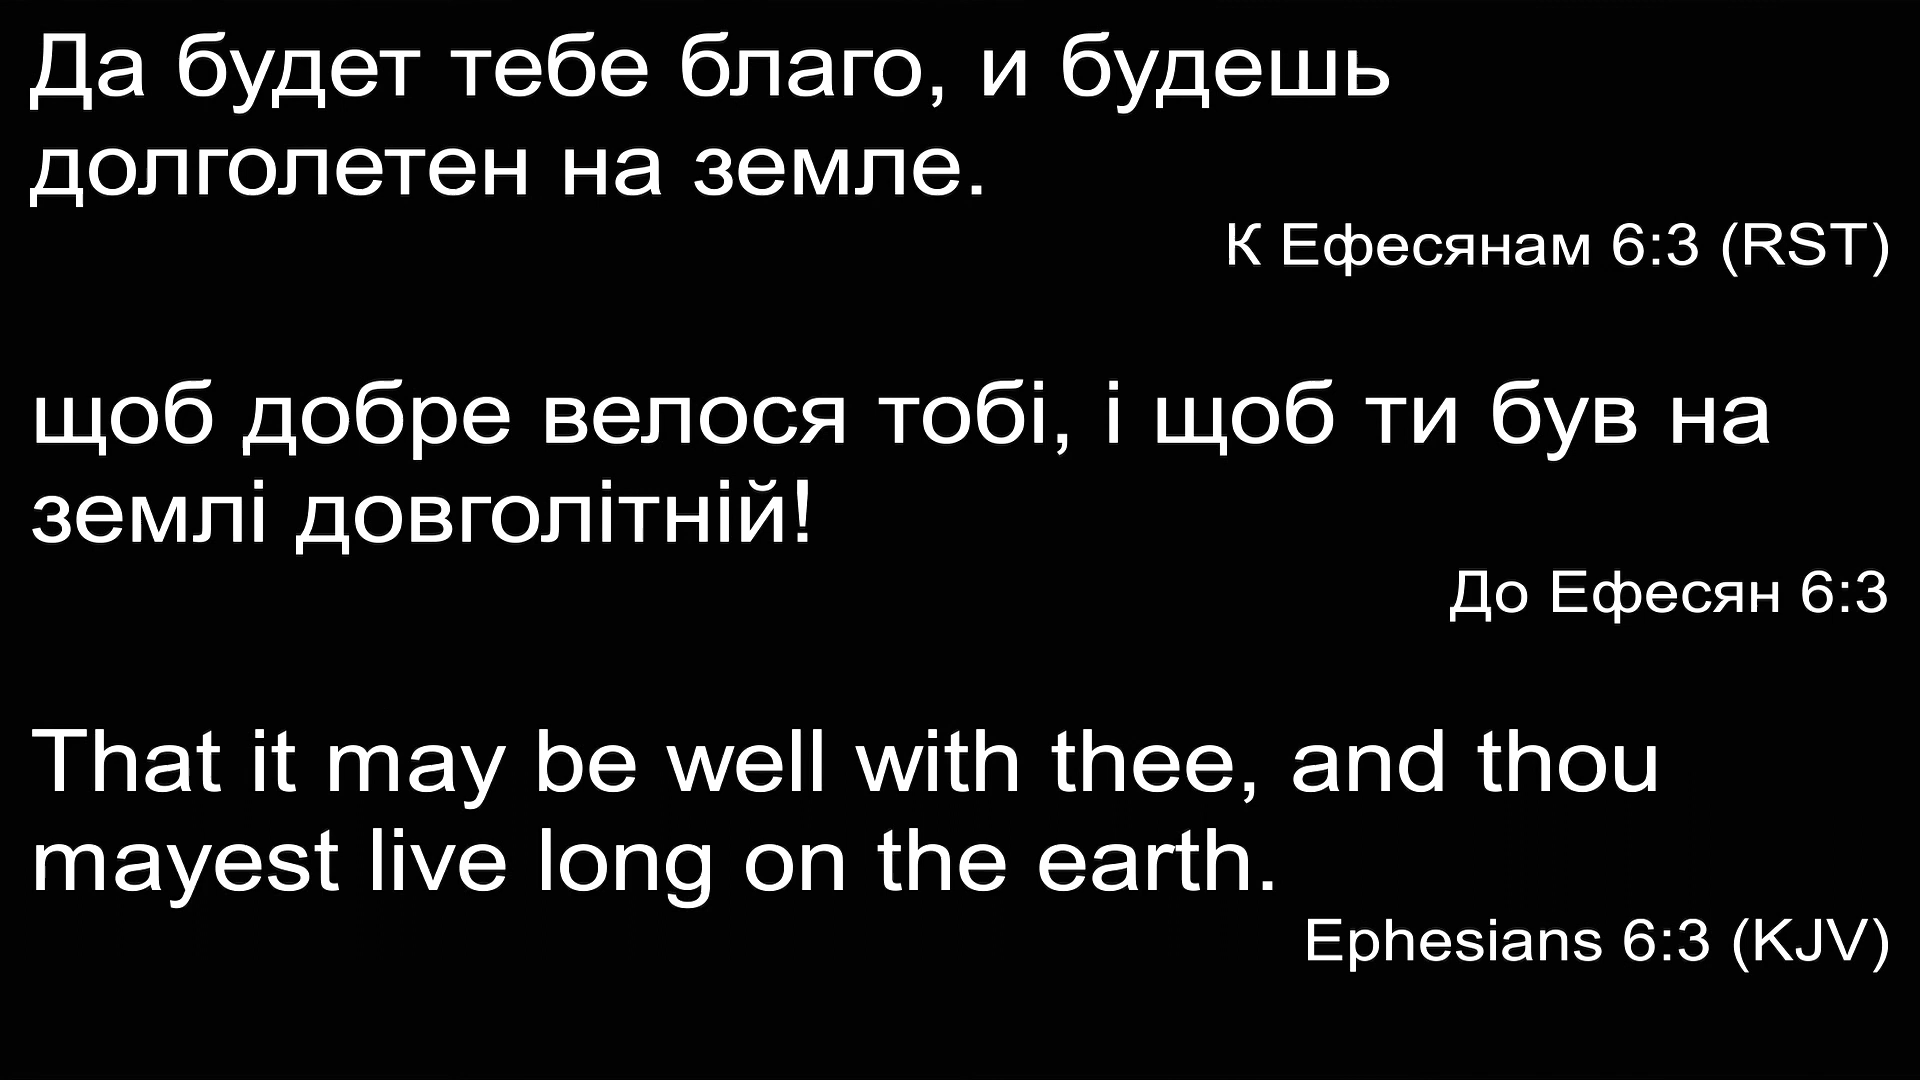 Да будет тебе благо, и будешь
долголетен на земле.
К Ефесянам 6:3 (RST)
щоб добре велося тобі, і щоб ти був на
землі довголітній!
До Ефесян 6:3
That it may be well with thee, and thou
mayest live long on the earth.
Ephesians 6:3 (KJV)